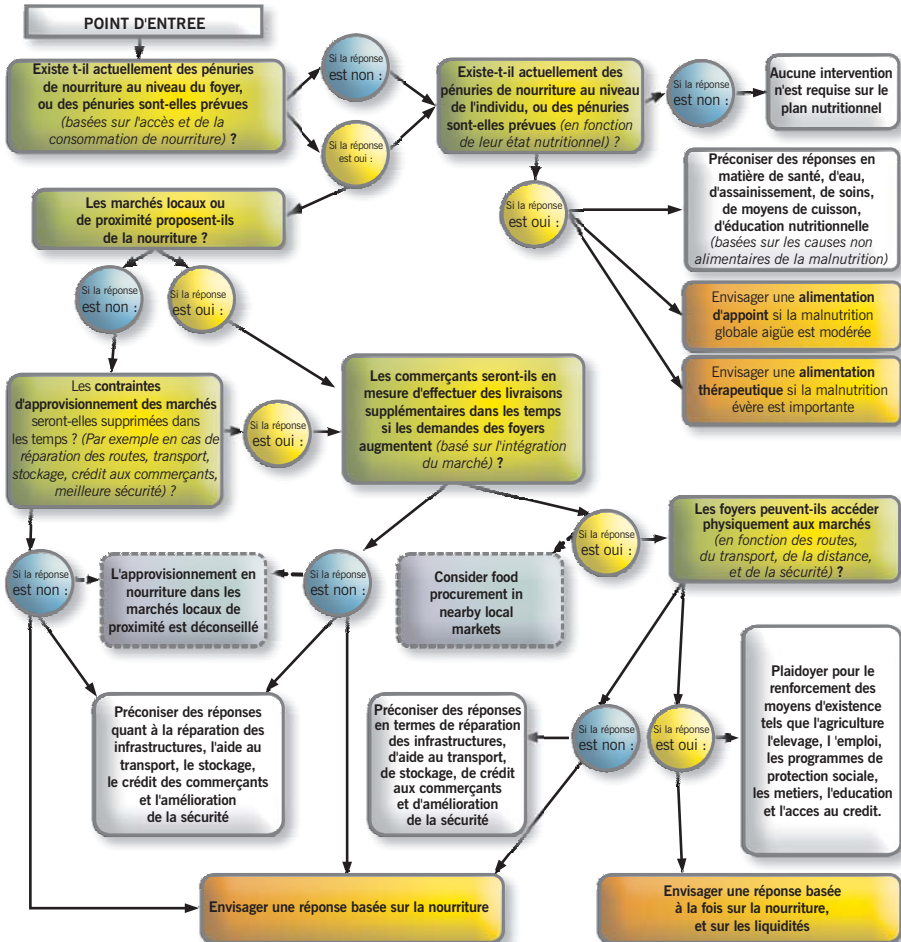 POINT D'ENTREE
Existe t-il actuellement des pénuries
de nourriture au niveau du foyer,
ou des pénuries sont-elles prévues
(basées sur l'accès et de la
consommation de nourriture) ?
Si la réponse
est non :
Si la réponse
est oui :
Existe-t-il actuellement des
pénuries de nourriture au niveau
de l'individu, ou des pénuries
sont-elles prévues (en fonction
de leur état nutritionnel) ?
Si la réponse
est non :
Aucune intervention
n'est requise sur le
plan nutritionnel
Si la réponse
est oui :
Préconiser des réponses en
matière de santé, d'eau,
d'assainissement, de soins,
de moyens de cuisson,
d'éducation nutritionnelle
(basées sur les causes non
alimentaires de la malnutrition)
Envisager une alimentation
d'appoint si la malnutrition
globale aigüe est modérée
Envisager une alimentation
thérapeutique si la malnutrition
évère est importante
Les marchés locaux ou
de proximité proposent-ils
de la nourriture ?
Si la réponse
est non :
Si la réponse
est oui :
Les contraintes
d'approvisionnement des marchés
seront-elles supprimées dans
les temps ? (Par exemple en cas de
réparation des routes, transport,
stockage, crédit aux commerçants,
meilleure sécurité) ?
Si la réponse
est oui :
Les commerçants seront-ils en
mesure d'effectuer des livraisons
supplémentaires dans les temps
si les demandes des foyers
augmentent (basé sur l'intégration
du marché) ?
Si la réponse
est non :
L'approvisionnement en
nourriture dans les
marchés locaux de
proximité est déconseillé
Si la réponse
est non :
Consider food
procurement in
nearby local
markets
Si la réponse
est oui :
Les foyers peuvent-ils accéder
physiquement aux marchés
(en fonction des routes,
du transport, de la distance,
et de la sécurité) ?
Préconiser des réponses
quant à la réparation des
infrastructures, l'aide au
transport, le stockage,
le crédit des commerçants
et l'amélioration
de la sécurité
Préconiser des réponses
en termes de réparation
des infrastructures,
d'aide au transport,
de stockage, de crédit
aux commerçants
et d'amélioration
de la sécurité
Si la réponse
est non :
Si la réponse
est oui :
Plaidoyer pour le
renforcement des
moyens d'existence
tels que l'agriculture
l'elevage, l 'emploi,
les programmes de
protection sociale,
les metiers, l'education
et l'acces au credit.
Envisager une réponse basée sur la nourriture
Envisager une réponse basée
à la fois sur la nourriture,
et sur les liquidités